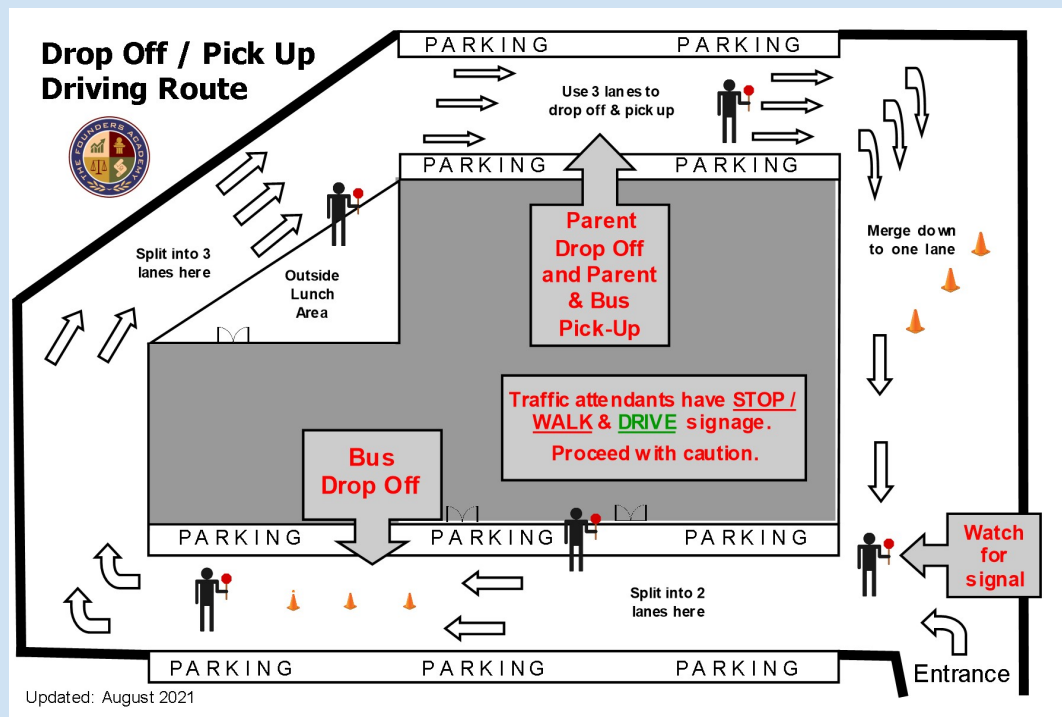 Drop Off / Pick Up
Driving Route
THE FOUNDERS ACADEMY
PARKING
PARKING
Use 3 lanes to
drop off & pick up
PARKING
PARKING
Split into 3
lanes here
Outside
Lunch
Area
Parent
Drop Off
and Parent
& Bus
Pick-Up
Merge down
to one lane
Traffic attendants have STOP /
WALK & DRIVE signage.
Proceed with caution.
Bus
Drop Off
PARKING
PARKING
PARKING
Watch
for
signal
Split into 2
lanes here
Entrance
PARKING
PARKING
PARKING
Updated: August 2021